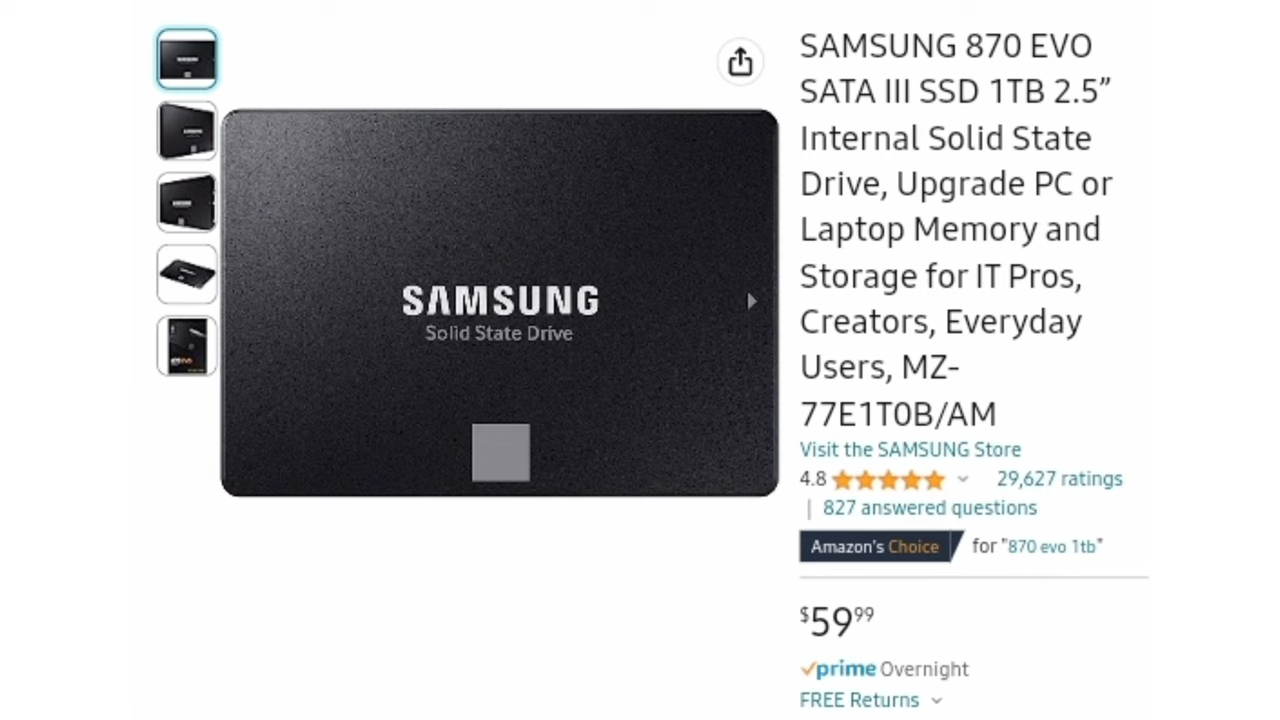 SAMSUNG
Solid State Drive
SAMSUNG 870 EVO
SATA III SSD 1TB 2.5”
Internal Solid State
Drive, Upgrade PC or
Laptop Memory and
Storage for IT Pros,
Creators, Everyday
Users, MZ-
77E1T0B/AM
Visit the SAMSUNG Store
4.8 29,627 ratings
| 827 answered questions
Amazon's Choice for "870 evo 1tb"
$59.99
prime Overnight
FREE Returns